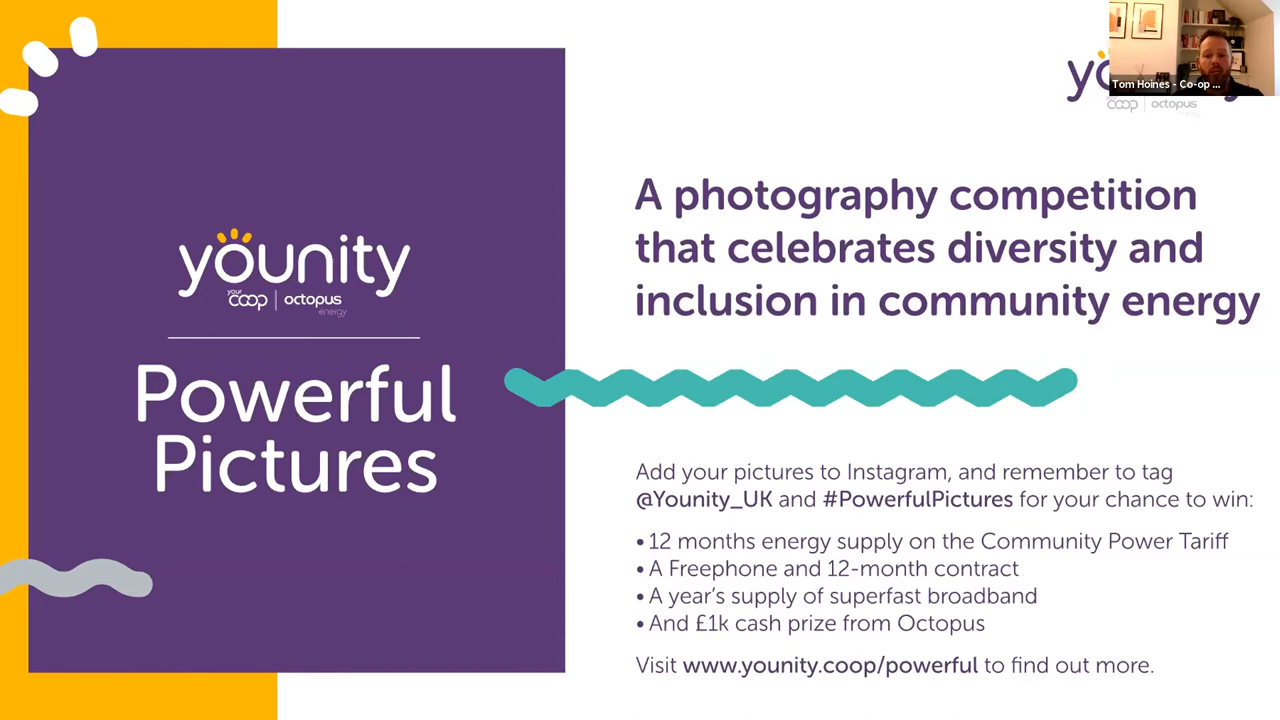 younity
your
coop | octopus
energy
Powerful
Pictures
Tom Hoines - Co-op ...
coop | octopus
A photography competition
that celebrates diversity and
inclusion in community energy
Add your pictures to Instagram, and remember to tag
@Younity_UK and #PowerfulPictures for your chance to win:
• 12 months energy supply on the Community Power Tariff
• A Freephone and 12-month contract
• A year’s supply of superfast broadband
• And £1k cash prize from Octopus
Visit www.younity.coop/powerful to find out more.